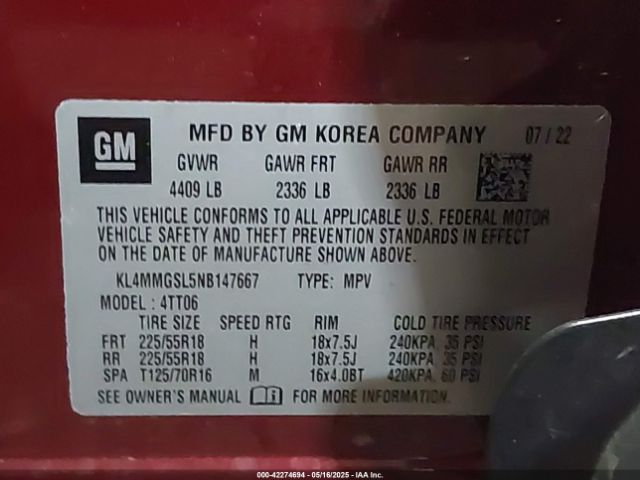 GM
MFD BY GM KOREA COMPANY 07 / 22
GVWR GAWR FRT GAWR RR
4409 LB 2336 LB 2336 LB
THIS VEHICLE CONFORMS TO ALL APPLICABLE U.S. FEDERAL MOTOR
VEHICLE SAFETY AND THEFT PREVENTION STANDARDS IN EFFECT
ON THE DATE OF MANUFACTURE SHOWN ABOVE.
KL4MMGSL5NB147667 TYPE: MPV
MODEL : 4TT06
TIRE SIZE SPEED RTG RIM COLD TIRE PRESSURE
FRT 225/55R18 H 18x7.5J 240KPA, 35 PSI
RR 225/55R18 H 18x7.5J 240KPA, 35 PSI
SPA T125/70R16 M 16x4.0BT 420KPA, 60 PSI
SEE OWNER'S MANUAL FOR MORE INFORMATION
000-42274694 - 05/16/2025 - IAA Inc.